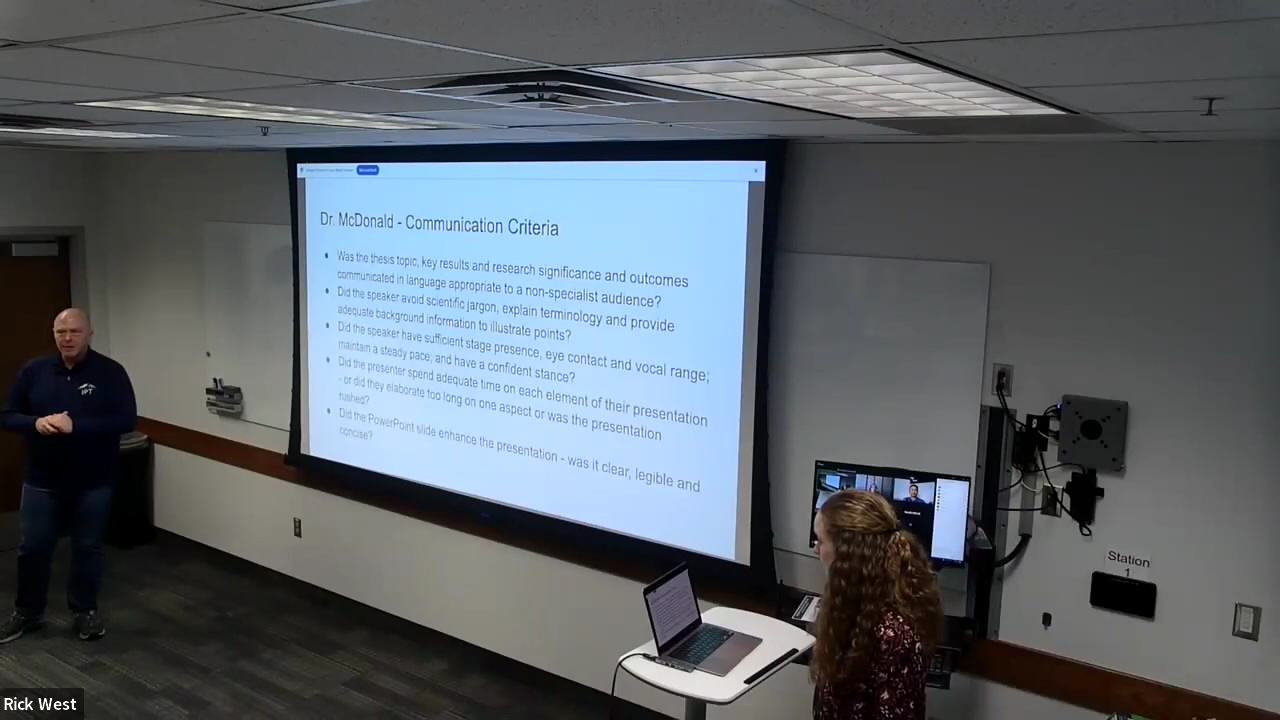 Dr. McDonald - Communication Criteria
• Was the thesis topic, key results and research significance and outcomes
communicated in language appropriate to a non-specialist audience?
• Did the speaker avoid scientific jargon, explain terminology and provide
adequate background information to illustrate points?
• Did the speaker have sufficient stage presence, eye contact and vocal range;
maintain a steady pace; and have a confident stance?
• Did the presenter spend adequate time on each element of their presentation
- or did they elaborate too long on one aspect or was the presentation
rushed?
• Did the PowerPoint slide enhance the presentation - was it clear, legible and
concise?
IPT
Station
1
Rick West